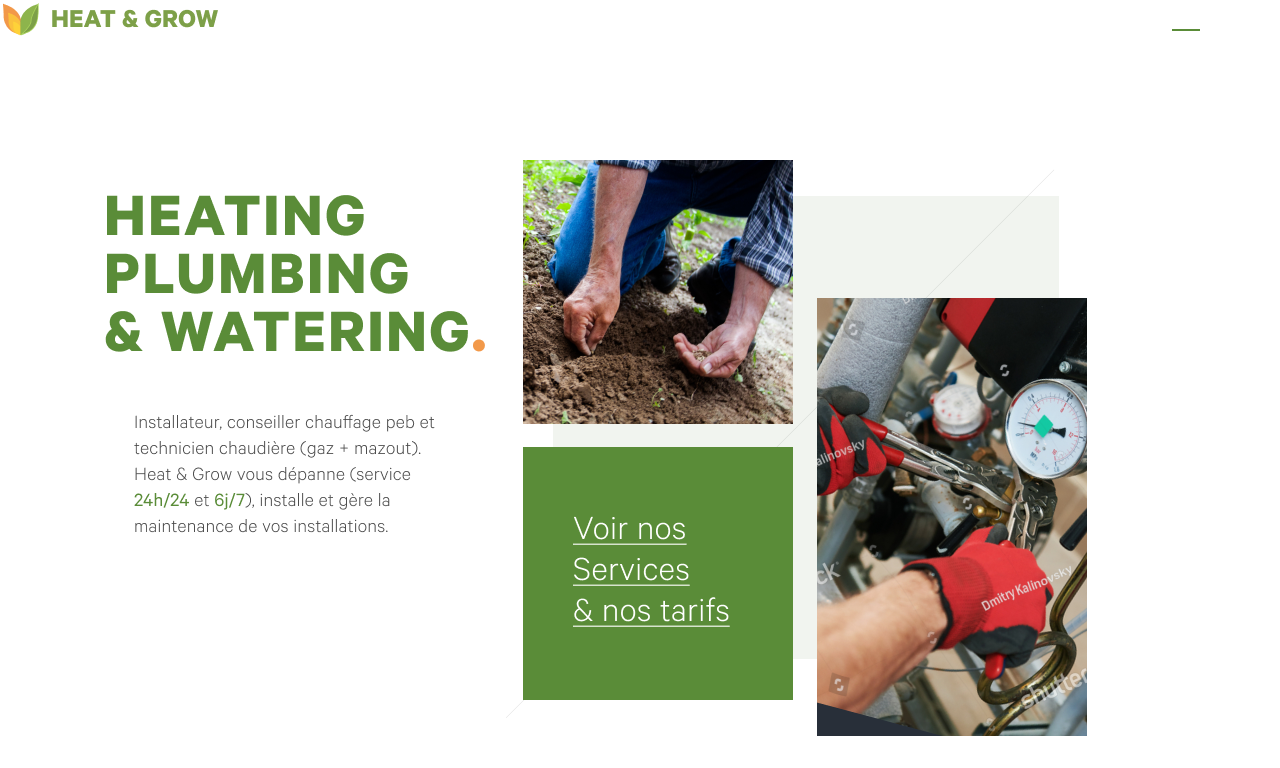 HEAT & GROW
HEATING
PLUMBING
& WATERING.
Installateur, conseiller chauffage peb et
technicien chaudière (gaz + mazout).
Heat & Grow vous dépanne (service
24h/24 et 6j/7), installe et gère la
maintenance de vos installations.
Voir nos
Services
& nos tarifs
Kalinovsky
Dmitry Kalinovsky
shutter